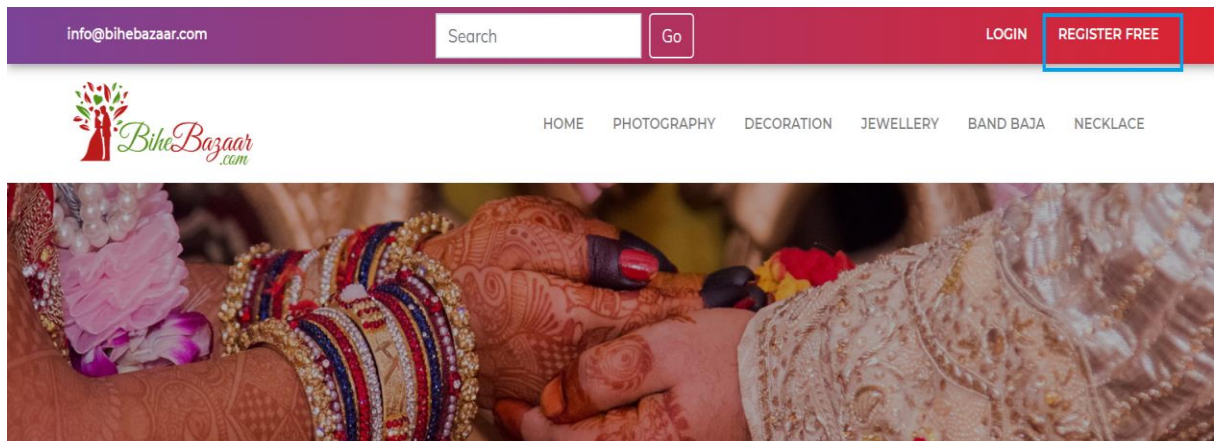 info@bihebazaar.com
Search
Go
LOGIN
REGISTER FREE
BiheBazaar
.com
HOME
PHOTOGRAPHY
DECORATION
JEWELLERY
BAND BAJA
NECKLACE